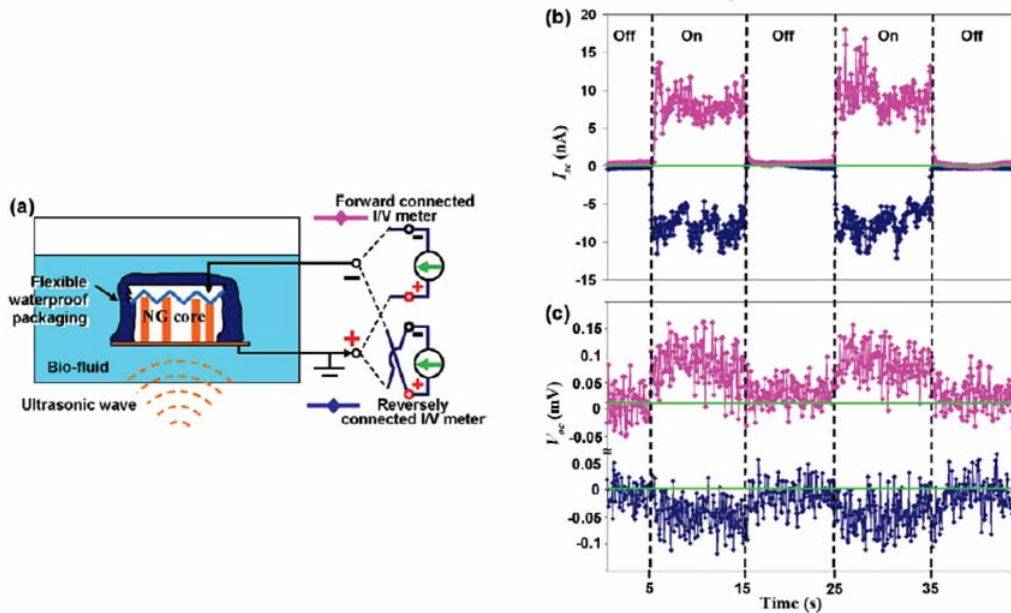 (a)
Flexible
waterproof
packaging
NG core
Bio-fluid
Ultrasonic wave
Forward connected
I/V meter
−
+
−
+
−
+
Reversely
connected I/V meter
(b)
Off On Off On Off
20
15
10
5
0
-5
-10
-15
Isc (nA)
(c)
0.1
0.05
0
-0.05
≈
0.05
0
-0.05
-0.1
Voc (mV)
5 15 25 35
Time (s)